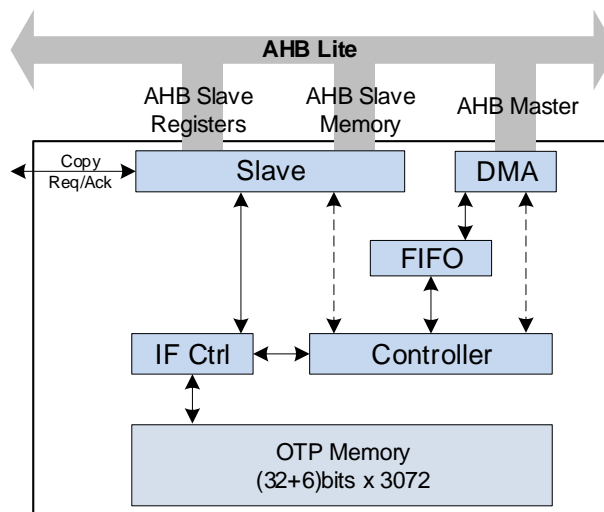 AHB Lite
AHB Slave
Registers
AHB Slave
Memory
AHB Master
Copy
Req/Ack
Slave
DMA
FIFO
IF Ctrl
Controller
OTP Memory
(32+6)bits x 3072